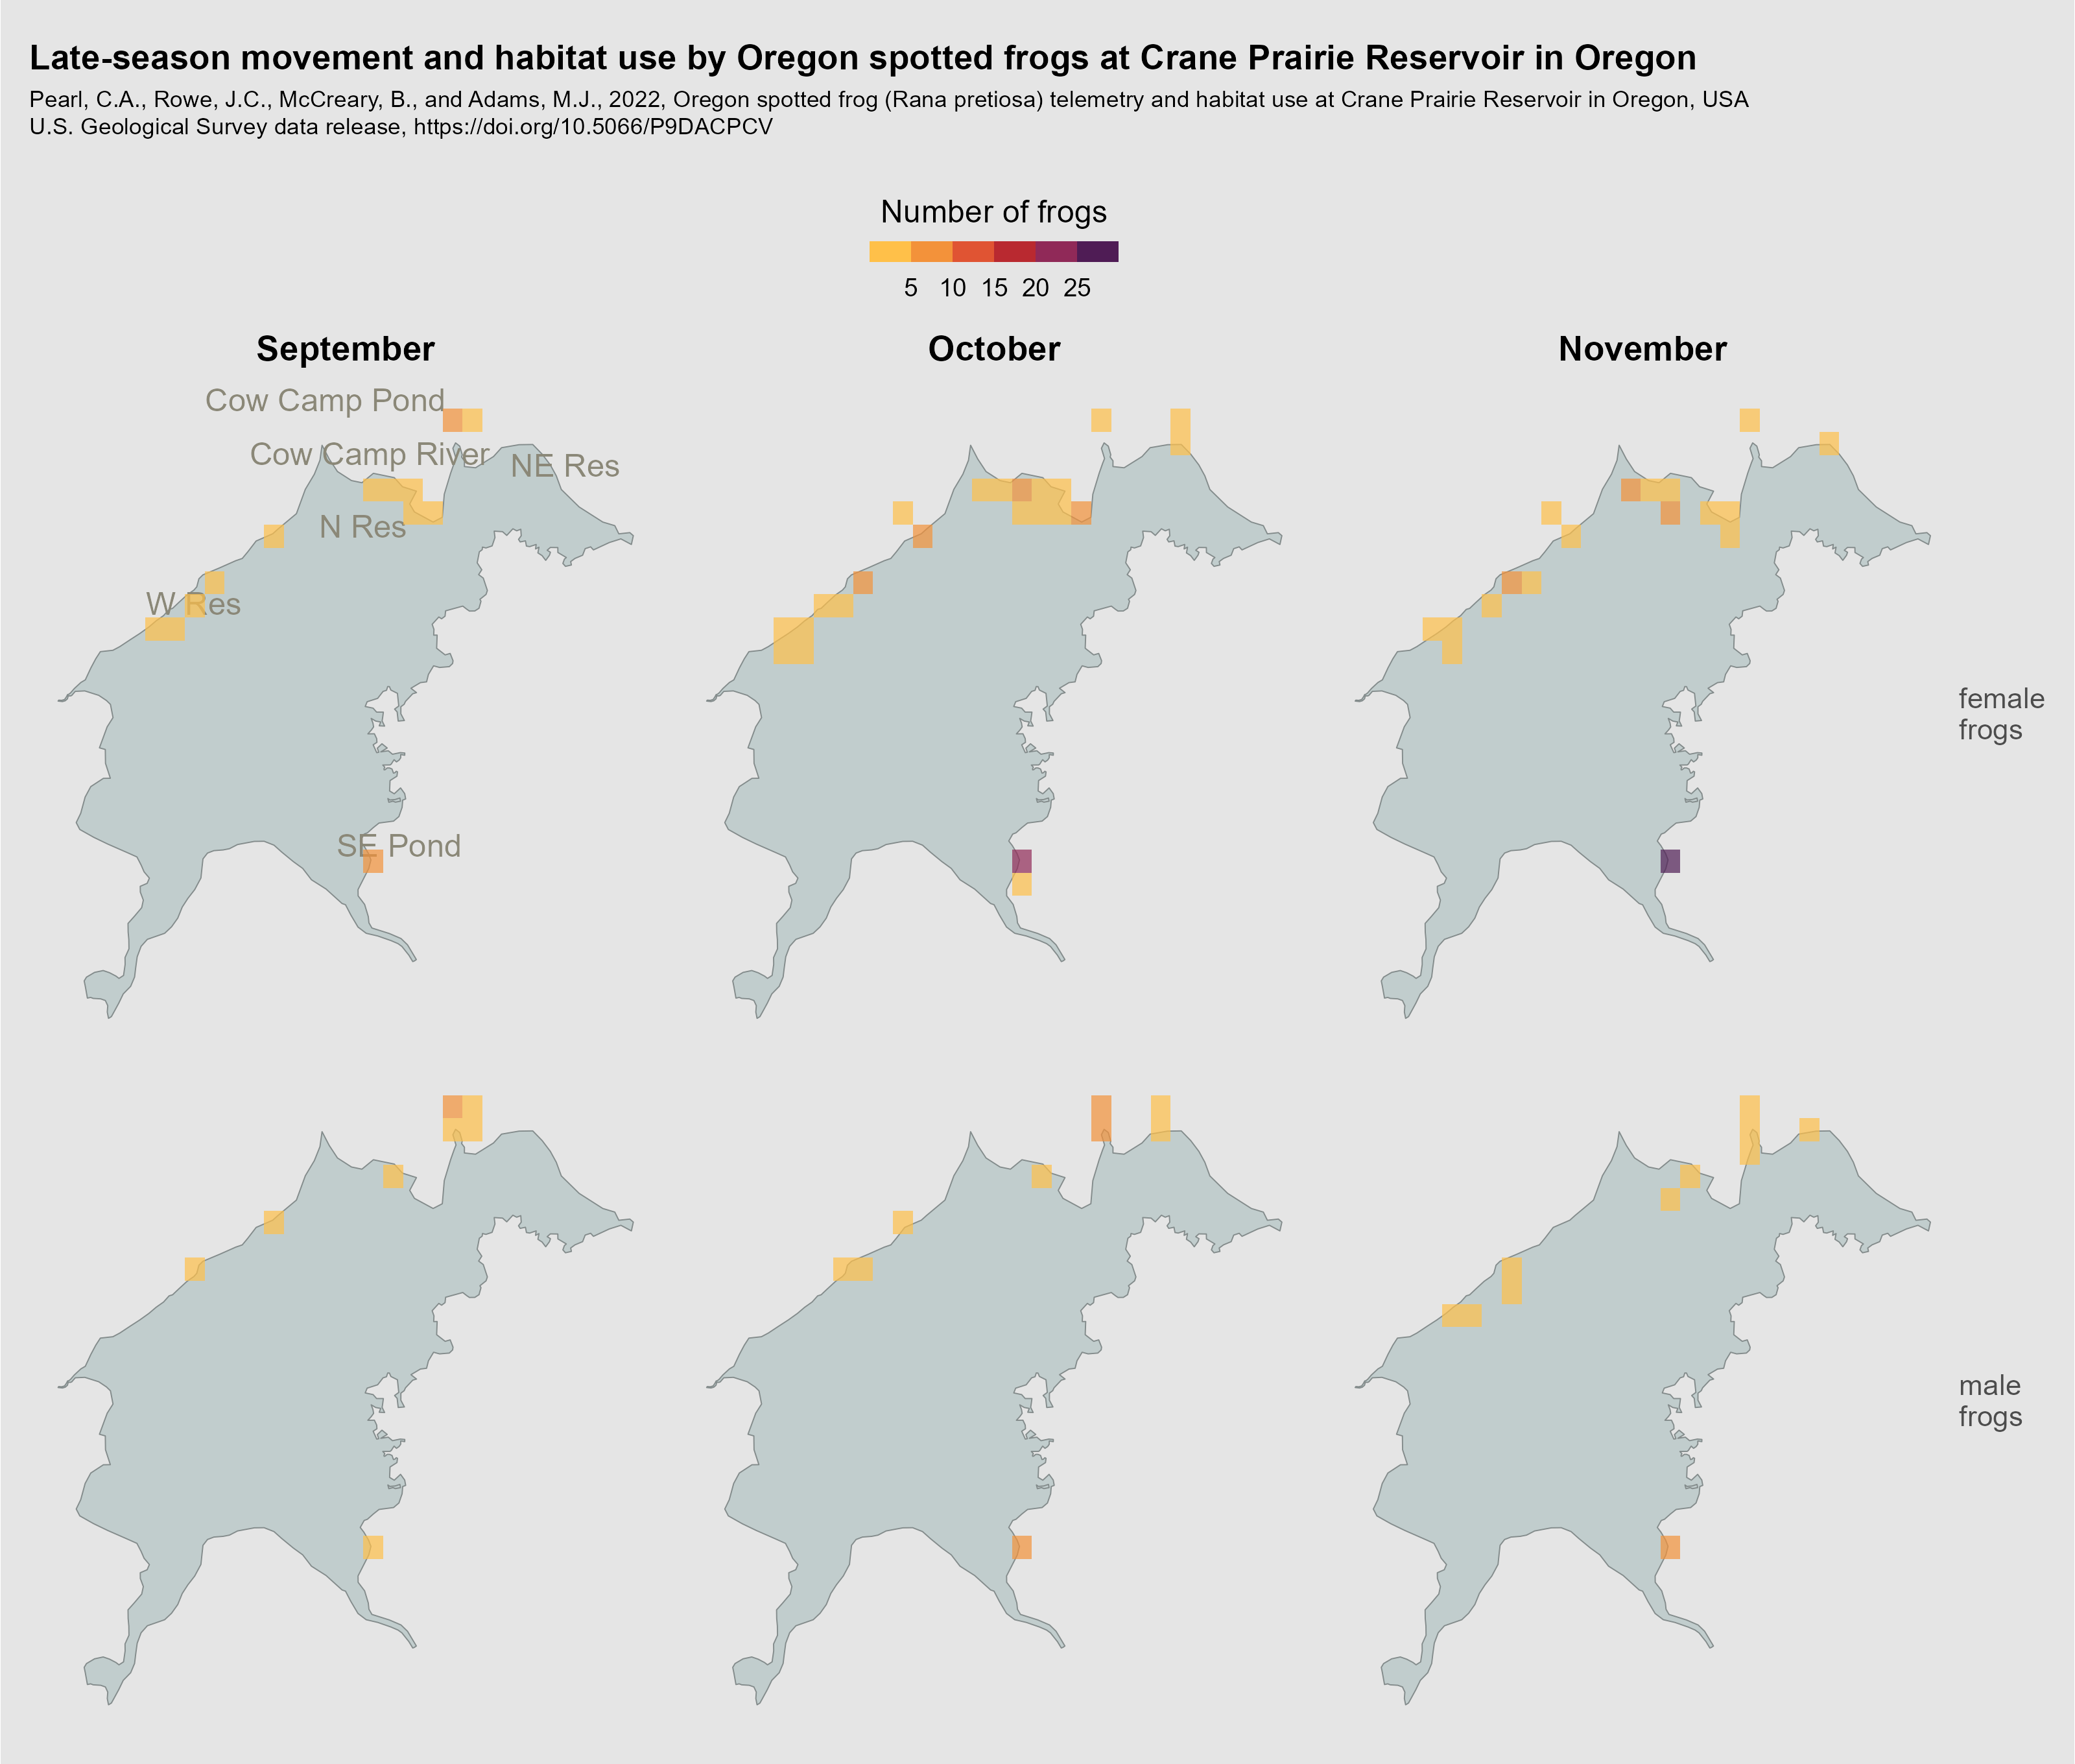 Late-season movement and habitat use by Oregon spotted frogs at Crane Prairie Reservoir in Oregon
Pearl, C.A., Rowe, J.C., McCreary, B., and Adams, M.J., 2022, Oregon spotted frog (Rana pretiosa) telemetry and habitat use at Crane Prairie Reservoir in Oregon, USA
U.S. Geological Survey data release, https://doi.org/10.5066/P9DACPCV
Number of frogs
5 10 15 20 25
September October November
Cow Camp Pond
Cow Camp River
NE Res
N Res
W Res
female
frogs
SE Pond
male
frogs